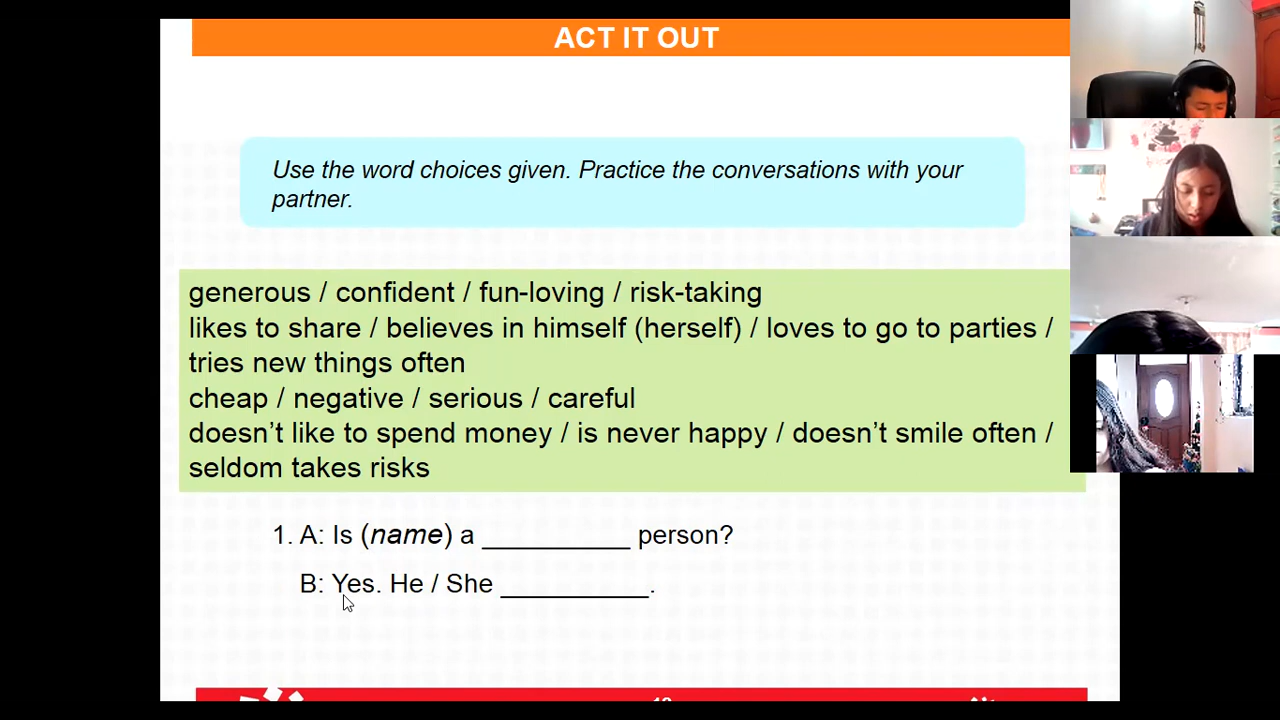 ACT IT OUT
Use the word choices given. Practice the conversations with your
partner.
generous / confident / fun-loving / risk-taking
likes to share / believes in himself (herself) / loves to go to parties /
tries new things often
cheap / negative / serious / careful
doesn't like to spend money / is never happy / doesn't smile often /
seldom takes risks
1. A: Is (name) a __________ person?
B: Yes. He / She __________.